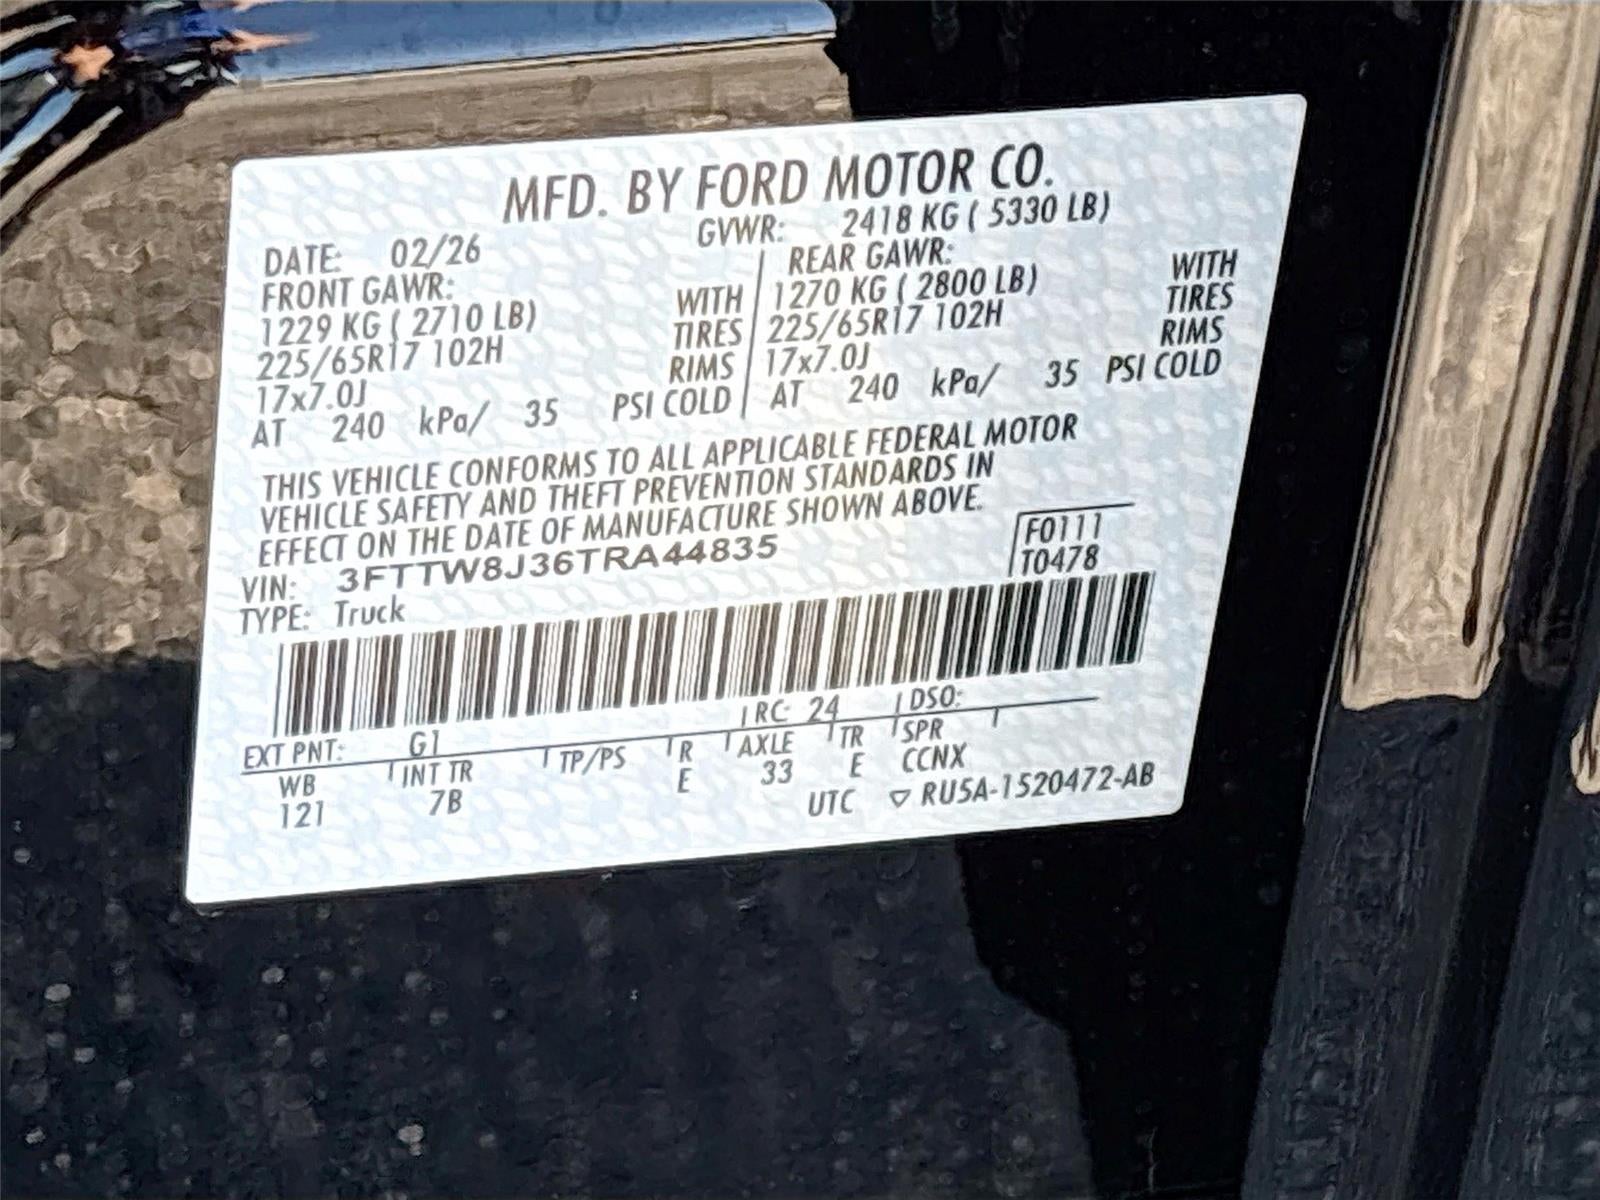 MFD. BY FORD MOTOR CO.
DATE: 02/26 GVWR: 2418 KG ( 5330 LB)
FRONT GAWR: REAR GAWR:
1229 KG ( 2710 LB) WITH 1270 KG ( 2800 LB) WITH
225/65R17 102H TIRES 225/65R17 102H TIRES
17x7.0J RIMS 17x7.0J RIMS
AT 240 kPa/ 35 PSI COLD AT 240 kPa/ 35 PSI COLD
THIS VEHICLE CONFORMS TO ALL APPLICABLE FEDERAL MOTOR
VEHICLE SAFETY AND THEFT PREVENTION STANDARDS IN
EFFECT ON THE DATE OF MANUFACTURE SHOWN ABOVE.
VIN: 3FTTW8J36TRA44835 F0111
TYPE: Truck T0478
EXT PNT: G1 RC: 24 DSO:
WB INT TR TP/PS R AXLE TR SPR
121 7B E 33 E CCNX
UTC ▽ RU5A-1520472-AB